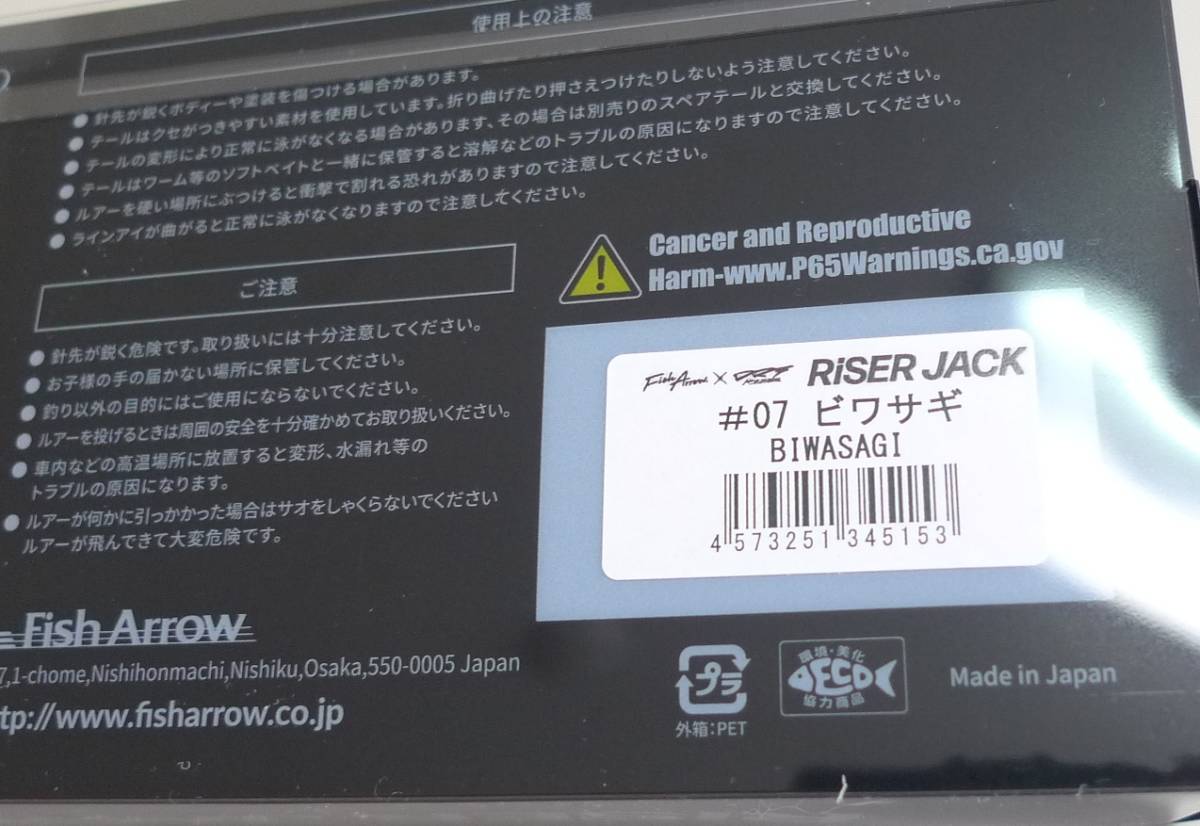 使用上の注意
● 針先が鋭くボディーや塗装を傷つける場合があります。
● テールはクセがつきやすい素材を使用しています。折り曲げたり押さえつけたりしないよう注意してください。
● テールの変形により正常に泳がなくなる場合があります、その場合は別売りのスペアテールと交換してください。
● テールはワーム等のソフトベイトと一緒に保管すると溶解などのトラブルの原因になりますので注意してください。
● ルアーを硬い場所にぶつけると衝撃で割れる恐れがありますので注意してください。
● ラインアイが曲がると正常に泳がなくなりますので注意してください。
ご注意
● 針先が鋭く危険です。取り扱いには十分注意してください。
● お子様の手の届かない場所に保管してください。
● 釣り以外の目的にはご使用にならないでください。
● ルアーを投げるときは周囲の安全を十分確かめてお取り扱いください。
● 車内などの高温場所に放置すると変形、水漏れ等の
トラブルの原因になります。
● ルアーが何かに引っかかった場合はサオをしゃくらないでください
ルアーが飛んできて大変危険です。
Cancer and Reproductive
Harm-www.P65Warnings.ca.gov
Fish Arrow × DRT RiSER JACK
#07 ビワサギ
BIWASAGI
4 573251 345153
Fish Arrow
7,1-chome,Nishihonmachi,Nishiku,Osaka,550-0005 Japan
tp://www.fisharrow.co.jp
プラ
外箱:PET
環境・美化
ECO
協力商品
Made in Japan